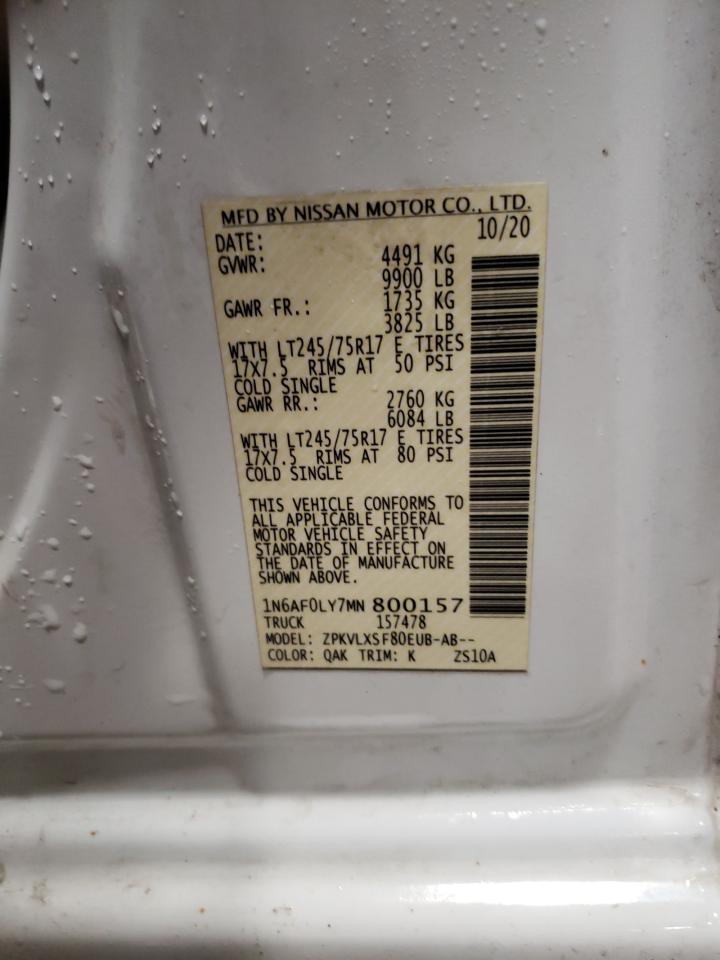 MFD BY NISSAN MOTOR CO., LTD.
DATE: 10/20
GVWR: 4491 KG
9900 LB
GAWR FR.: 1735 KG
3825 LB
WITH LT245/75R17 E TIRES
17X7.5 RIMS AT 50 PSI
COLD SINGLE
GAWR RR.: 2760 KG
6084 LB
WITH LT245/75R17 E TIRES
17X7.5 RIMS AT 80 PSI
COLD SINGLE
THIS VEHICLE CONFORMS TO
ALL APPLICABLE FEDERAL
MOTOR VEHICLE SAFETY
STANDARDS IN EFFECT ON
THE DATE OF MANUFACTURE
SHOWN ABOVE.
1N6AF0LY7MN 800157
TRUCK 157478
MODEL: ZPKVLXSF80EUB-AB--
COLOR: QAK TRIM: K ZS10A